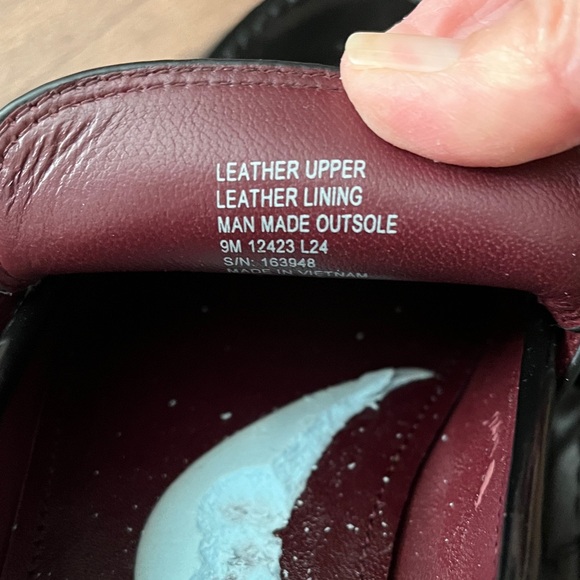 LEATHER UPPER
LEATHER LINING
MAN MADE OUTSOLE
9M 12423 L24
S/N: 163948
MADE IN VIETNAM